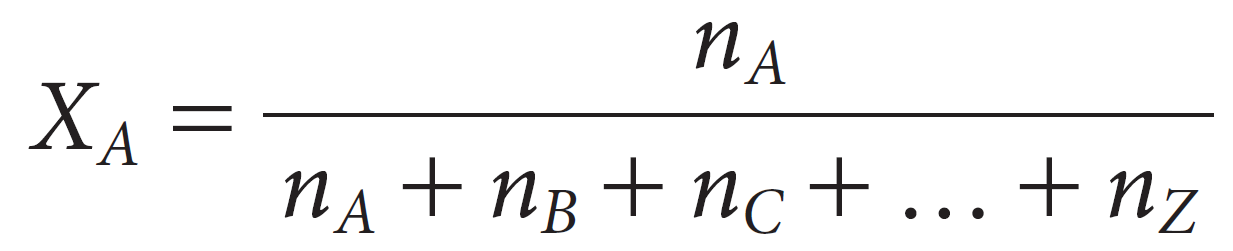 X_A = n_A / (n_A + n_B + n_C + ... + n_Z)